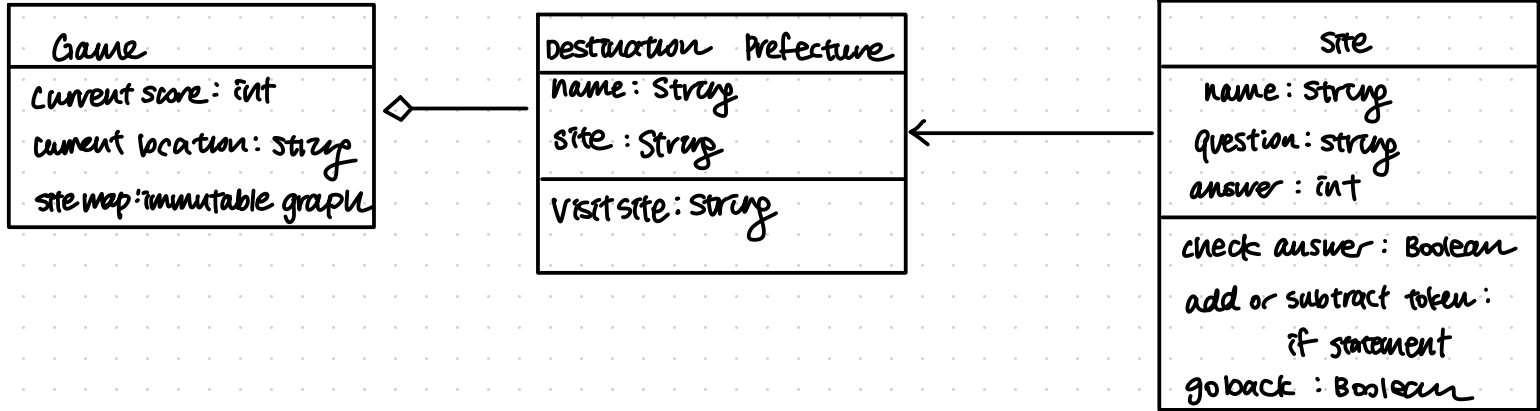 Game
current score: int
current location: string
site map: immutable graph
Destination Prefecture
name: String
site: String
Visit site: String
Site
name: String
question: string
answer: int
check answer: Boolean
add or subtract token:
if statement
go back: Boolean